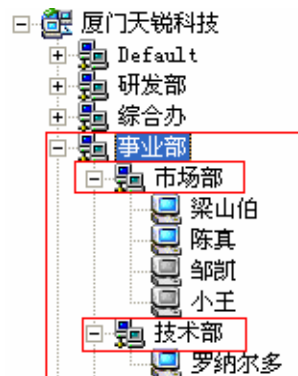 厦门天锐科技
Default
研发部
综合办
事业部
市场部
梁山伯
陈真
邹凯
小王
技术部
罗纳尔多